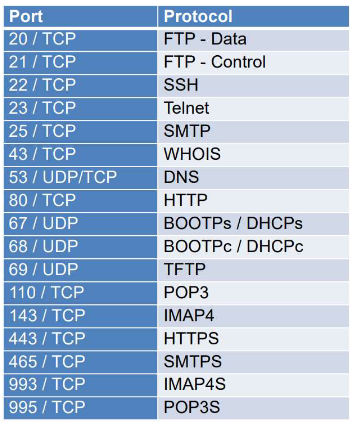 Port Protocol
20 / TCP FTP - Data
21 / TCP FTP - Control
22 / TCP SSH
23 / TCP Telnet
25 / TCP SMTP
43 / TCP WHOIS
53 / UDP/TCP DNS
80 / TCP HTTP
67 / UDP BOOTPs / DHCPs
68 / UDP BOOTPc / DHCPc
69 / UDP TFTP
110 / TCP POP3
143 / TCP IMAP4
443 / TCP HTTPS
465 / TCP SMTPS
993 / TCP IMAP4S
995 / TCP POP3S